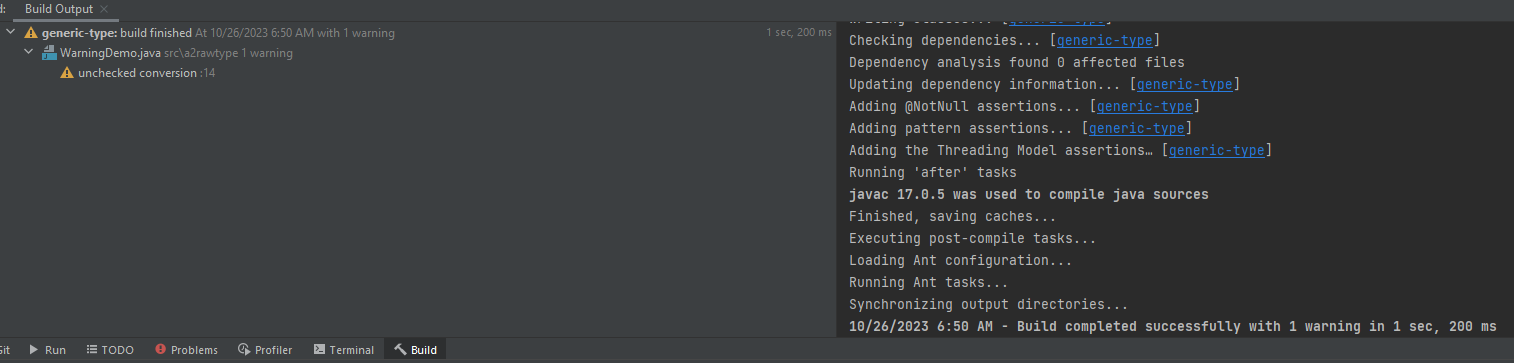 d:
Build Output
generic-type: build finished At 10/26/2023 6:50 AM with 1 warning
1 sec, 200 ms
WarningDemo.java src\a2rawtype 1 warning
unchecked conversion :14
Writing classes... [generic-type]
Checking dependencies... [generic-type]
Dependency analysis found 0 affected files
Updating dependency information... [generic-type]
Adding @NotNull assertions... [generic-type]
Adding pattern assertions... [generic-type]
Adding the Threading Model assertions… [generic-type]
Running 'after' tasks
javac 17.0.5 was used to compile java sources
Finished, saving caches...
Executing post-compile tasks...
Loading Ant configuration...
Running Ant tasks...
Synchronizing output directories...
10/26/2023 6:50 AM - Build completed successfully with 1 warning in 1 sec, 200 ms
Git
Run
TODO
Problems
Profiler
Terminal
Build